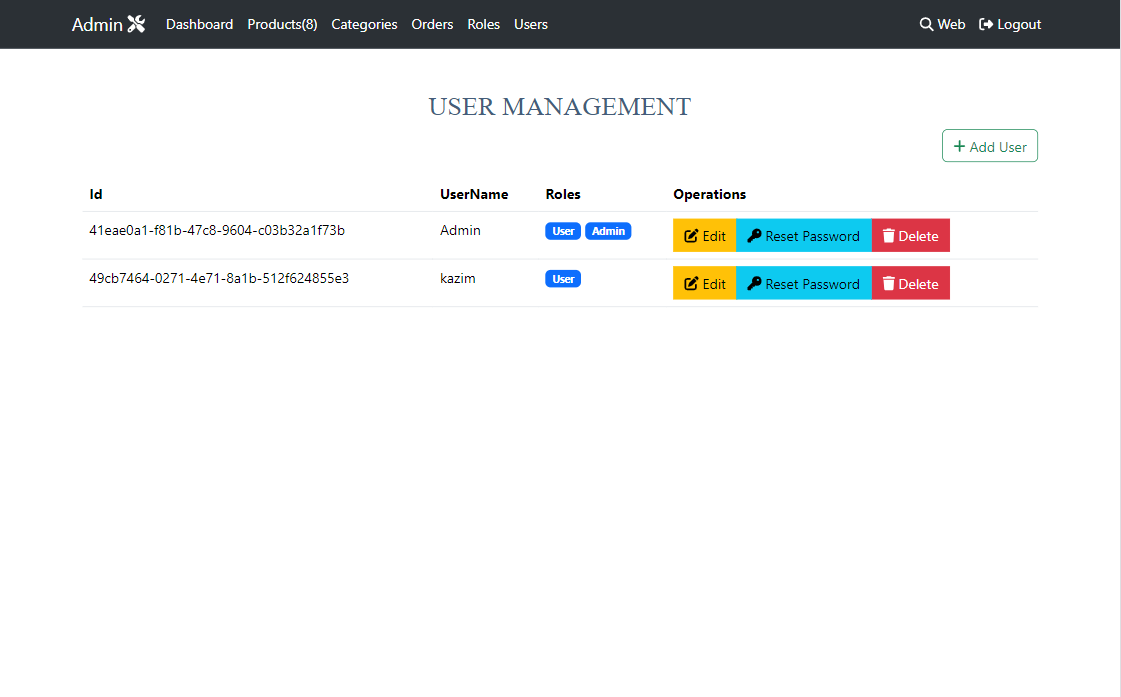 Admin Dashboard Products(8) Categories Orders Roles Users Web Logout
USER MANAGEMENT
+ Add User
Id UserName Roles Operations
41eae0a1-f81b-47c8-9604-c03b32a1f73b Admin User Admin Edit Reset Password Delete
49cb7464-0271-4e71-8a1b-512f624855e3 kazim User Edit Reset Password Delete